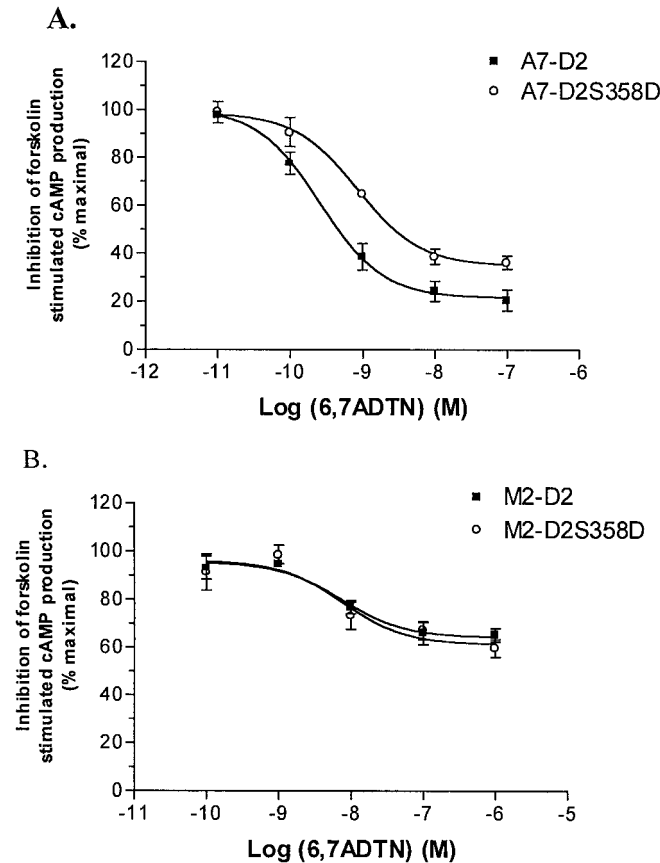 A.
A7-D2
A7-D2S358D
Inhibition of forskolin
stimulated cAMP production
(% maximal)
120
100
80
60
40
20
0
-12 -11 -10 -9 -8 -7 -6
Log (6,7ADTN) (M)
B.
M2-D2
M2-D2S358D
Inhibition of forskolin
stimulated cAMP production
(% maximal)
120
100
80
60
40
20
0
-11 -10 -9 -8 -7 -6 -5
Log (6,7ADTN) (M)